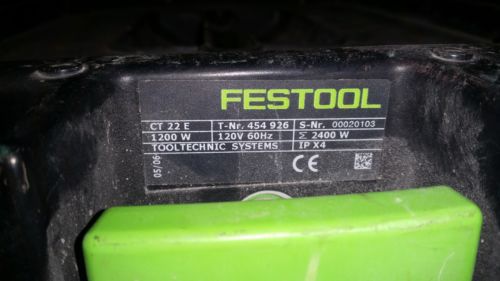 FESTOOL
CT 22 E T-Nr. 454 926 S-Nr. 00020103
1200 W 120V 60Hz Σ 2400 W
TOOLTECHNIC SYSTEMS IP X4
05/06 CE